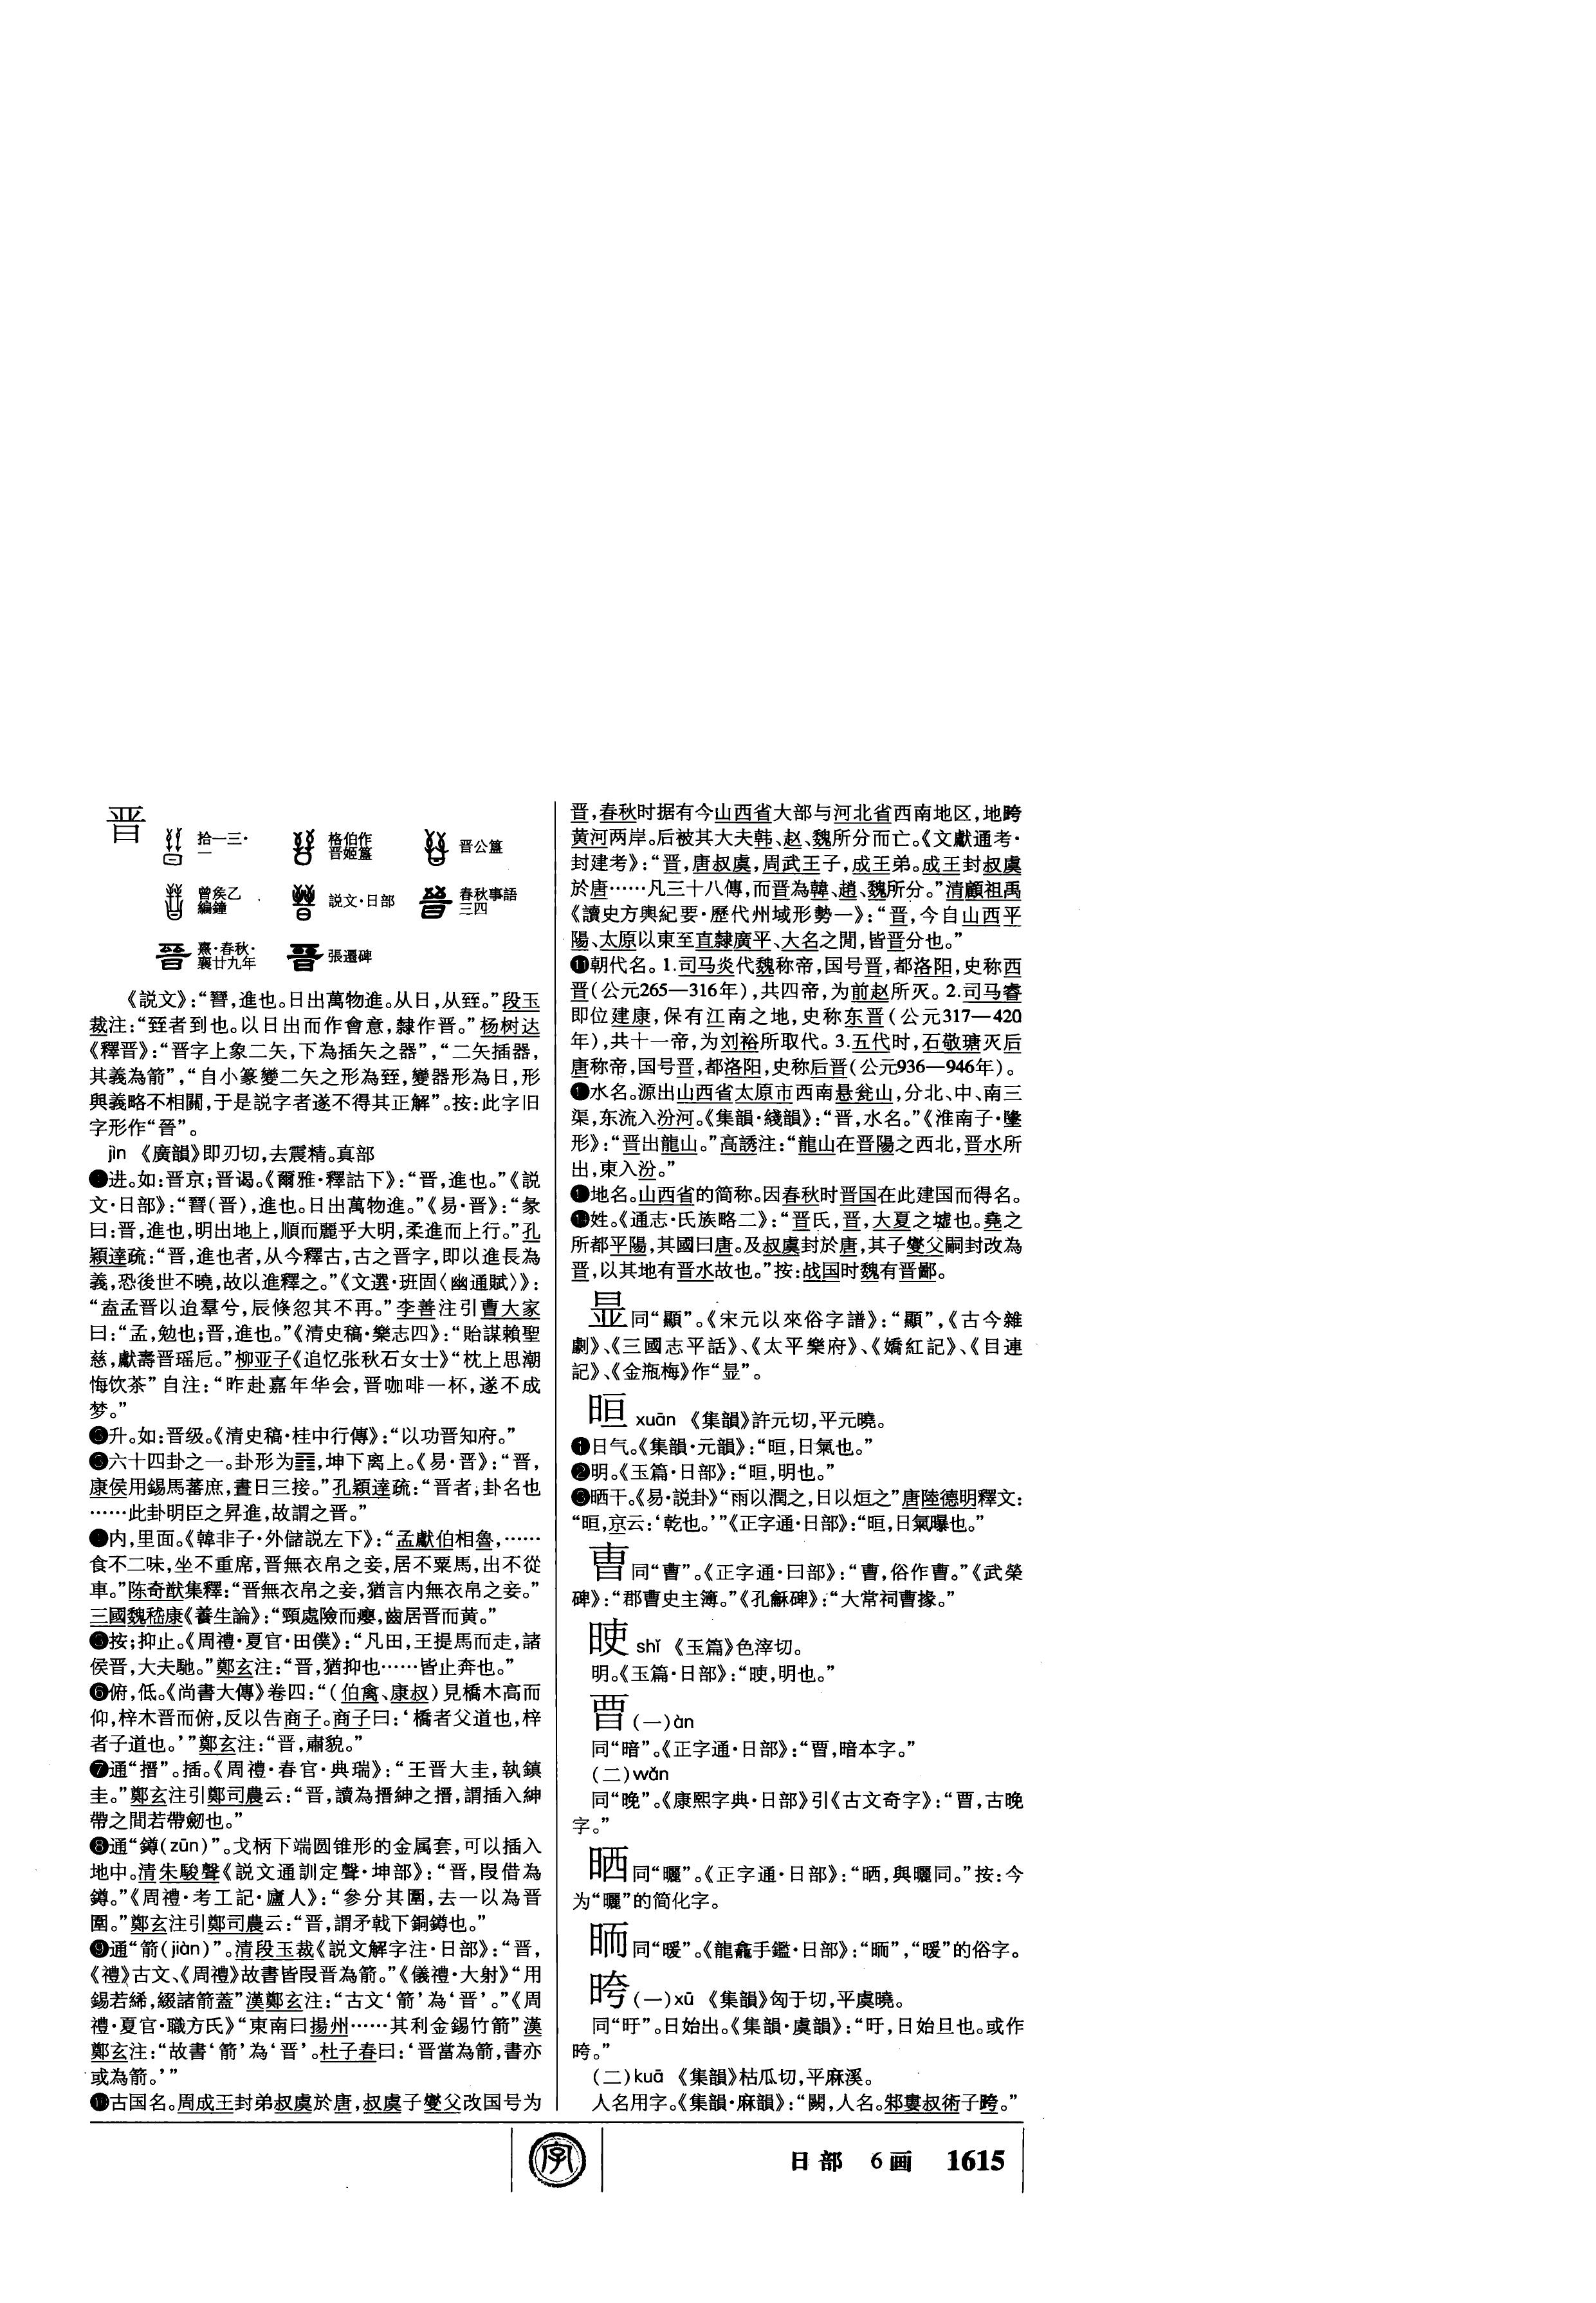 晋
拾一三·
一
格伯作
晋姬簋
晋公𥂴
曾侯乙
編鐘
説文·日部
春秋事語
三四
熹·春秋·
襄廿九年
張遷碑
《説文》:“䇂,進也。日出萬物進。从日,从臸。”段玉
裁注:“臸者到也。以日出而作會意,隸作晋。”杨树达
《釋晋》:“晋字上象二矢,下為插矢之器”,“二矢插器,
其義為箭”,“自小篆變二矢之形為臸,變器形為日,形
與義略不相關,于是説字者遂不得其正解”。按:此字旧
字形作“晉”。
jìn 《廣韻》即刃切,去震精。真部
❶进。如:晋京;晋谒。《爾雅·釋詁下》:“晋,進也。”《説
文·日部》:“㬜(晋),進也。日出萬物進。”《易·晋》:“彖
曰:晋,進也,明出地上,順而麗乎大明,柔進而上行。”孔
穎達疏:“晋,進也者,从今釋古,古之晋字,即以進長為
義,恐後世不曉,故以進釋之。”《文選·班固〈幽通賦〉》:
“盍孟晋以迨羣兮,辰倏忽其不再。”李善注引曹大家
曰:“孟,勉也;晋,進也。”《清史稿·樂志四》:“貽謀賴聖
慈,獻壽晋瑶卮。”柳亚子《追忆张秋石女士》“枕上思潮
悔饮茶”自注:“昨赴嘉年华会,晋咖啡一杯,遂不成
梦。”
❷升。如:晋级。《清史稿·桂中行傳》:“以功晋知府。”
❸六十四卦之一。卦形为䷢,坤下离上。《易·晋》:“晋,
康侯用錫馬蕃庶,晝日三接。”孔穎達疏:“晋者,卦名也
……此卦明臣之昇進,故謂之晋。”
❹内,里面。《韓非子·外儲説左下》:“孟獻伯相魯,……
食不二味,坐不重席,晋無衣帛之妾,居不粟馬,出不從
車。”陈奇猷集釋:“晋無衣帛之妾,猶言内無衣帛之妾。”
三國魏嵇康《養生論》:“頸處險而癭,齒居晋而黄。”
❺按;抑止。《周禮·夏官·田僕》:“凡田,王提馬而走,諸
侯晋,大夫馳。”鄭玄注:“晋,猶抑也……皆止奔也。”
❻俯,低。《尚書大傳》卷四:“(伯禽、康叔)見橋木高而
仰,梓木晋而俯,反以告商子。商子曰:‘橋者父道也,梓
者子道也。’”鄭玄注:“晋,肅貌。”
❼通“搢”。插。《周禮·春官·典瑞》:“王晋大圭,執鎮
圭。”鄭玄注引鄭司農云:“晋,讀為搢紳之搢,謂插入紳
帶之間若帶劒也。”
❽通“鐏(zūn)”。戈柄下端圆锥形的金属套,可以插入
地中。清朱駿聲《説文通訓定聲·坤部》:“晋,叚借為
鐏。”《周禮·考工記·廬人》:“參分其圍,去一以為晋
圍。”鄭玄注引鄭司農云:“晋,謂矛戟下銅鐏也。”
❾通“箭(jiàn)”。清段玉裁《説文解字注·日部》:“晋,
《禮》古文、《周禮》故書皆叚晋為箭。”《儀禮·大射》“用
錫若絺,綴諸箭蓋”漢鄭玄注:“古文‘箭’為‘晋’。”《周
禮·夏官·職方氏》“東南曰揚州……其利金錫竹箭”漢
鄭玄注:“故書‘箭’為‘晋’。杜子春曰:‘晋當為箭,書亦
或為箭。’”
❿古国名。周成王封弟叔虞於唐,叔虞子燮父改国号为
晋,春秋时据有今山西省大部与河北省西南地区,地跨
黄河两岸。后被其大夫韩、赵、魏所分而亡。《文獻通考·
封建考》:“晋,唐叔虞,周武王子,成王弟。成王封叔虞
於唐……凡三十八傳,而晋為韓、趙、魏所分。”清顧祖禹
《讀史方輿紀要·歷代州域形勢一》:“晋,今自山西平
陽、太原以東至直隸廣平、大名之間,皆晋分也。”
⓫朝代名。1.司马炎代魏称帝,国号晋,都洛阳,史称西
晋(公元265—316年),共四帝,为前赵所灭。2.司马睿
即位建康,保有江南之地,史称东晋(公元317—420
年),共十一帝,为刘裕所取代。3.五代时,石敬瑭灭后
唐称帝,国号晋,都洛阳,史称后晋(公元936—946年)。
⓬水名。源出山西省太原市西南悬瓮山,分北、中、南三
渠,东流入汾河。《集韻·綫韻》:“晋,水名。”《淮南子·墬
形》:“晋出龍山。”高誘注:“龍山在晋陽之西北,晋水所
出,東入汾。”
⓭地名。山西省的简称。因春秋时晋国在此建国而得名。
⓮姓。《通志·氏族略二》:“晋氏,晋,大夏之墟也。堯之
所都平陽,其國曰唐。及叔虞封於唐,其子燮父嗣封改為
晋,以其地有晋水故也。”按:战国时魏有晋鄙。
显同“顯”。《宋元以來俗字譜》:“顯”,《古今雜
劇》、《三國志平話》、《太平樂府》、《嬌紅記》、《目連
記》、《金瓶梅》作“昱”。
晅 xuān 《集韻》許元切,平元曉。
❶日气。《集韻·元韻》:“晅,日氣也。”
❷明。《玉篇·日部》:“晅,明也。”
❸晒干。《易·説卦》“雨以潤之,日以烜之”唐陸德明釋文:
“晅,京云:‘乾也。’”《正字通·日部》:“晅,日氣曝也。”
曺同“曹”。《正字通·曰部》:“曹,俗作曺。”《武榮
碑》:“郡曺史主簿。”《孔龢碑》:“大常祠曺掾。”
䀢 shǐ 《玉篇》色滓切。
明。《玉篇·日部》:“㫑,明也。”
㫨(一)àn
同“暗”。《正字通·日部》:“㫨,暗本字。”
(二)wǎn
同“晚”。《康熙字典·日部》引《古文奇字》:“㫨,古晚
字。”
晒同“曬”。《正字通·日部》:“晒,與曬同。”按:今
为“曬”的简化字。
㫱同“暖”。《龍龕手鑑·日部》:“㫱”,“暖”的俗字。
晇(一)xū 《集韻》匈于切,平虞曉。
同“旴”。日始出。《集韻·虞韻》:“旴,日始旦也。或作
晇。”
(二)kuā 《集韻》枯瓜切,平麻溪。
人名用字。《集韻·麻韻》:“闕,人名。邾婁叔術子晇。”
字
日部 6画 1615